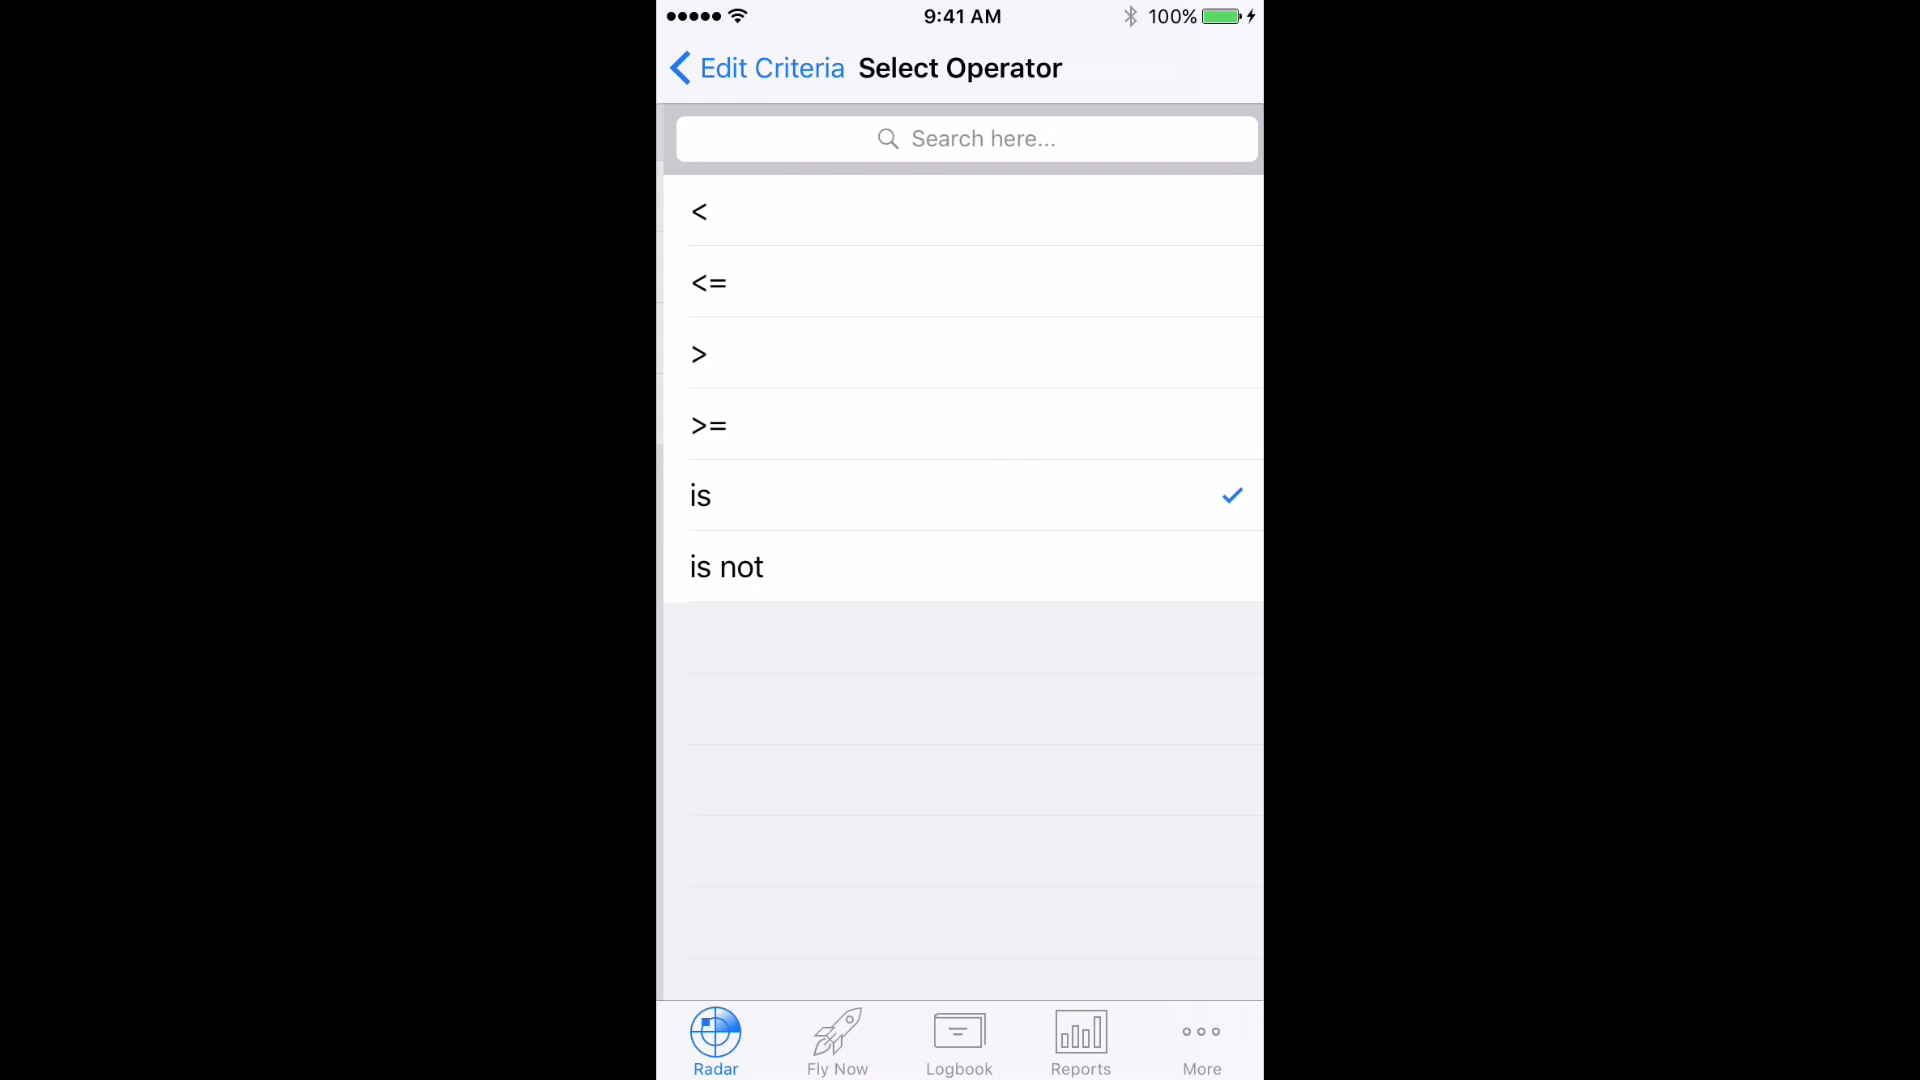 9:41 AM
100%
Edit Criteria Select Operator
Search here...
<
<=
>
>=
is
is not
Radar Fly Now Logbook Reports More